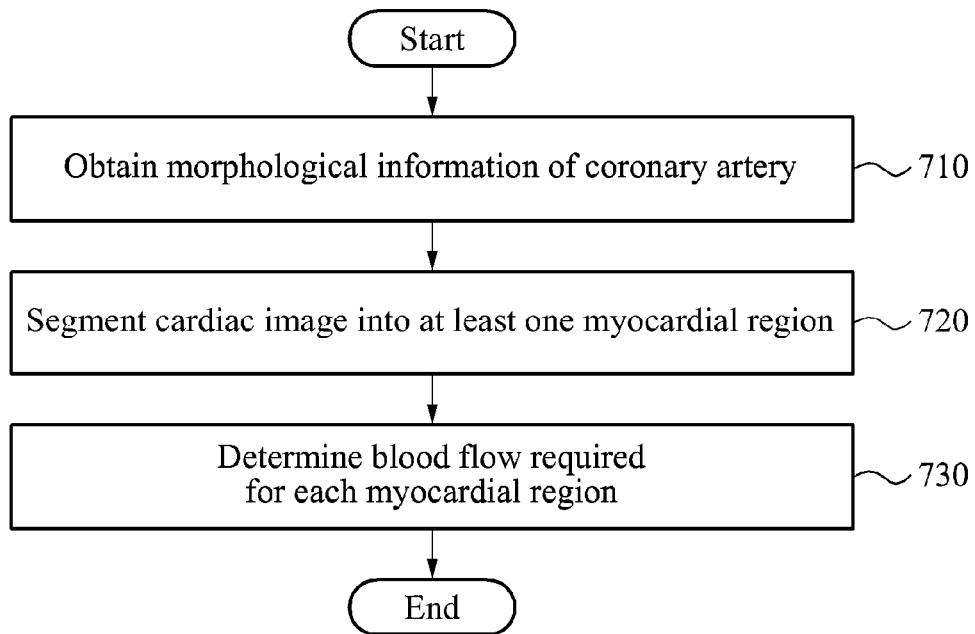 Start
Obtain morphological information of coronary artery
710
Segment cardiac image into at least one myocardial region
720
Determine blood flow required
for each myocardial region
730
End